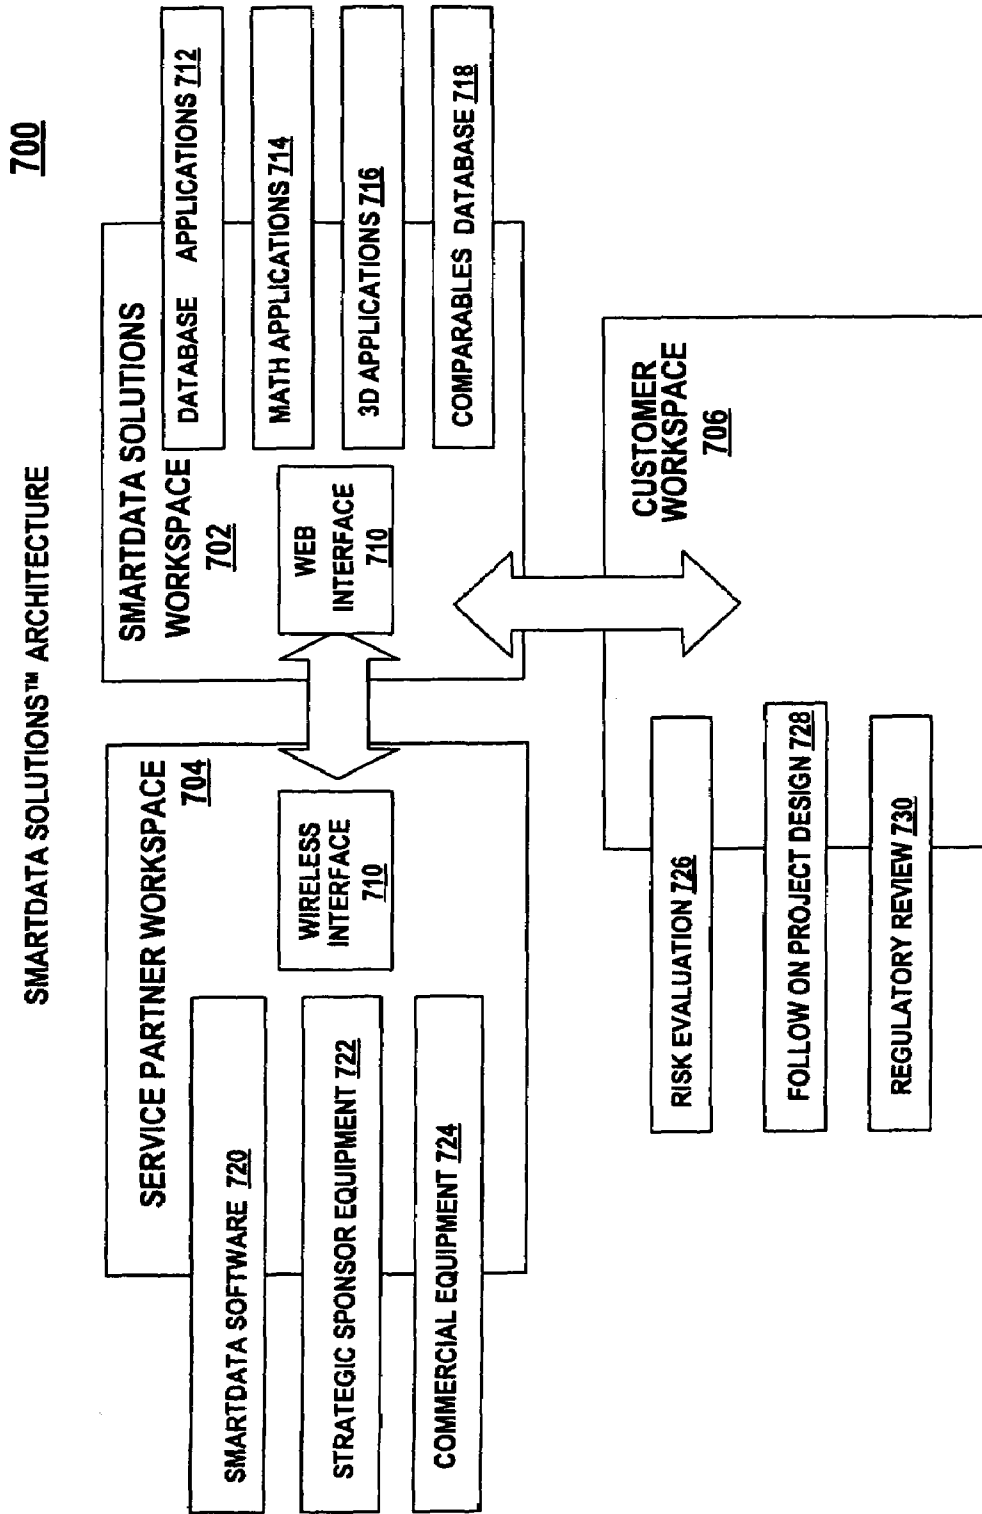 700
SMARTDATA SOLUTIONS™ ARCHITECTURE
SERVICE PARTNER WORKSPACE
704
SMARTDATA SOFTWARE 720
STRATEGIC SPONSOR EQUIPMENT 722
COMMERCIAL EQUIPMENT 724
WIRELESS
INTERFACE
710
SMARTDATA SOLUTIONS
WORKSPACE
702
WEB
INTERFACE
710
DATABASE APPLICATIONS 712
MATH APPLICATIONS 714
3D APPLICATIONS 716
COMPARABLES DATABASE 718
CUSTOMER
WORKSPACE
706
RISK EVALUATION 726
FOLLOW ON PROJECT DESIGN 728
REGULATORY REVIEW 730